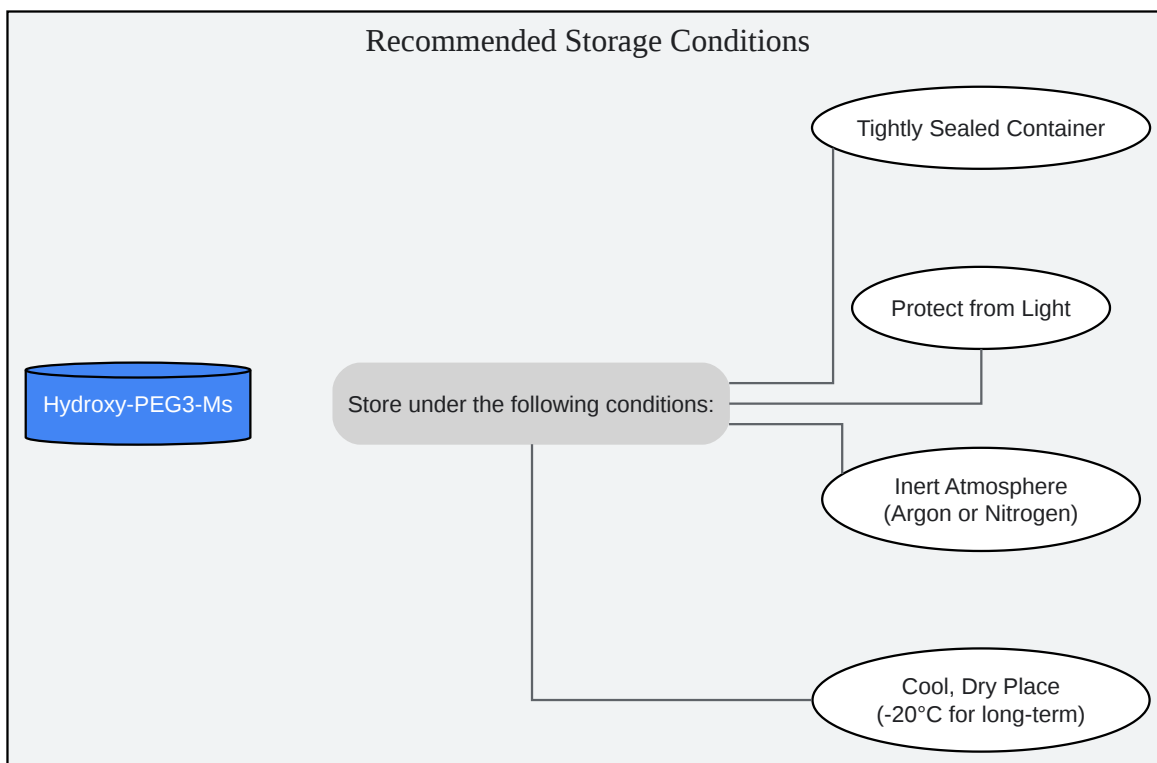 Recommended Storage Conditions
Tightly Sealed Container
Protect from Light
Hydroxy-PEG3-Ms
Store under the following conditions:
Inert Atmosphere
(Argon or Nitrogen)
Cool, Dry Place
(-20°C for long-term)